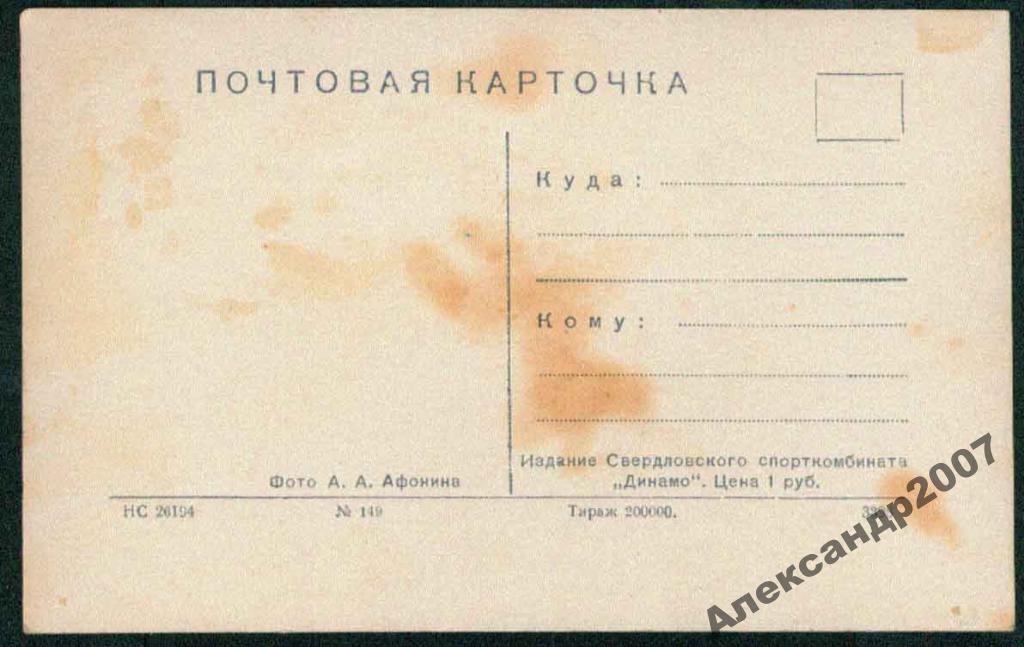 ПОЧТОВАЯ КАРТОЧКА
Куда:
Кому:
Издание Свердловского спорткомбината
„Динамо“. Цена 1 руб.
Фото А. А. Афонина
НС 26194 № 149 Тираж 200000.
Александр2007